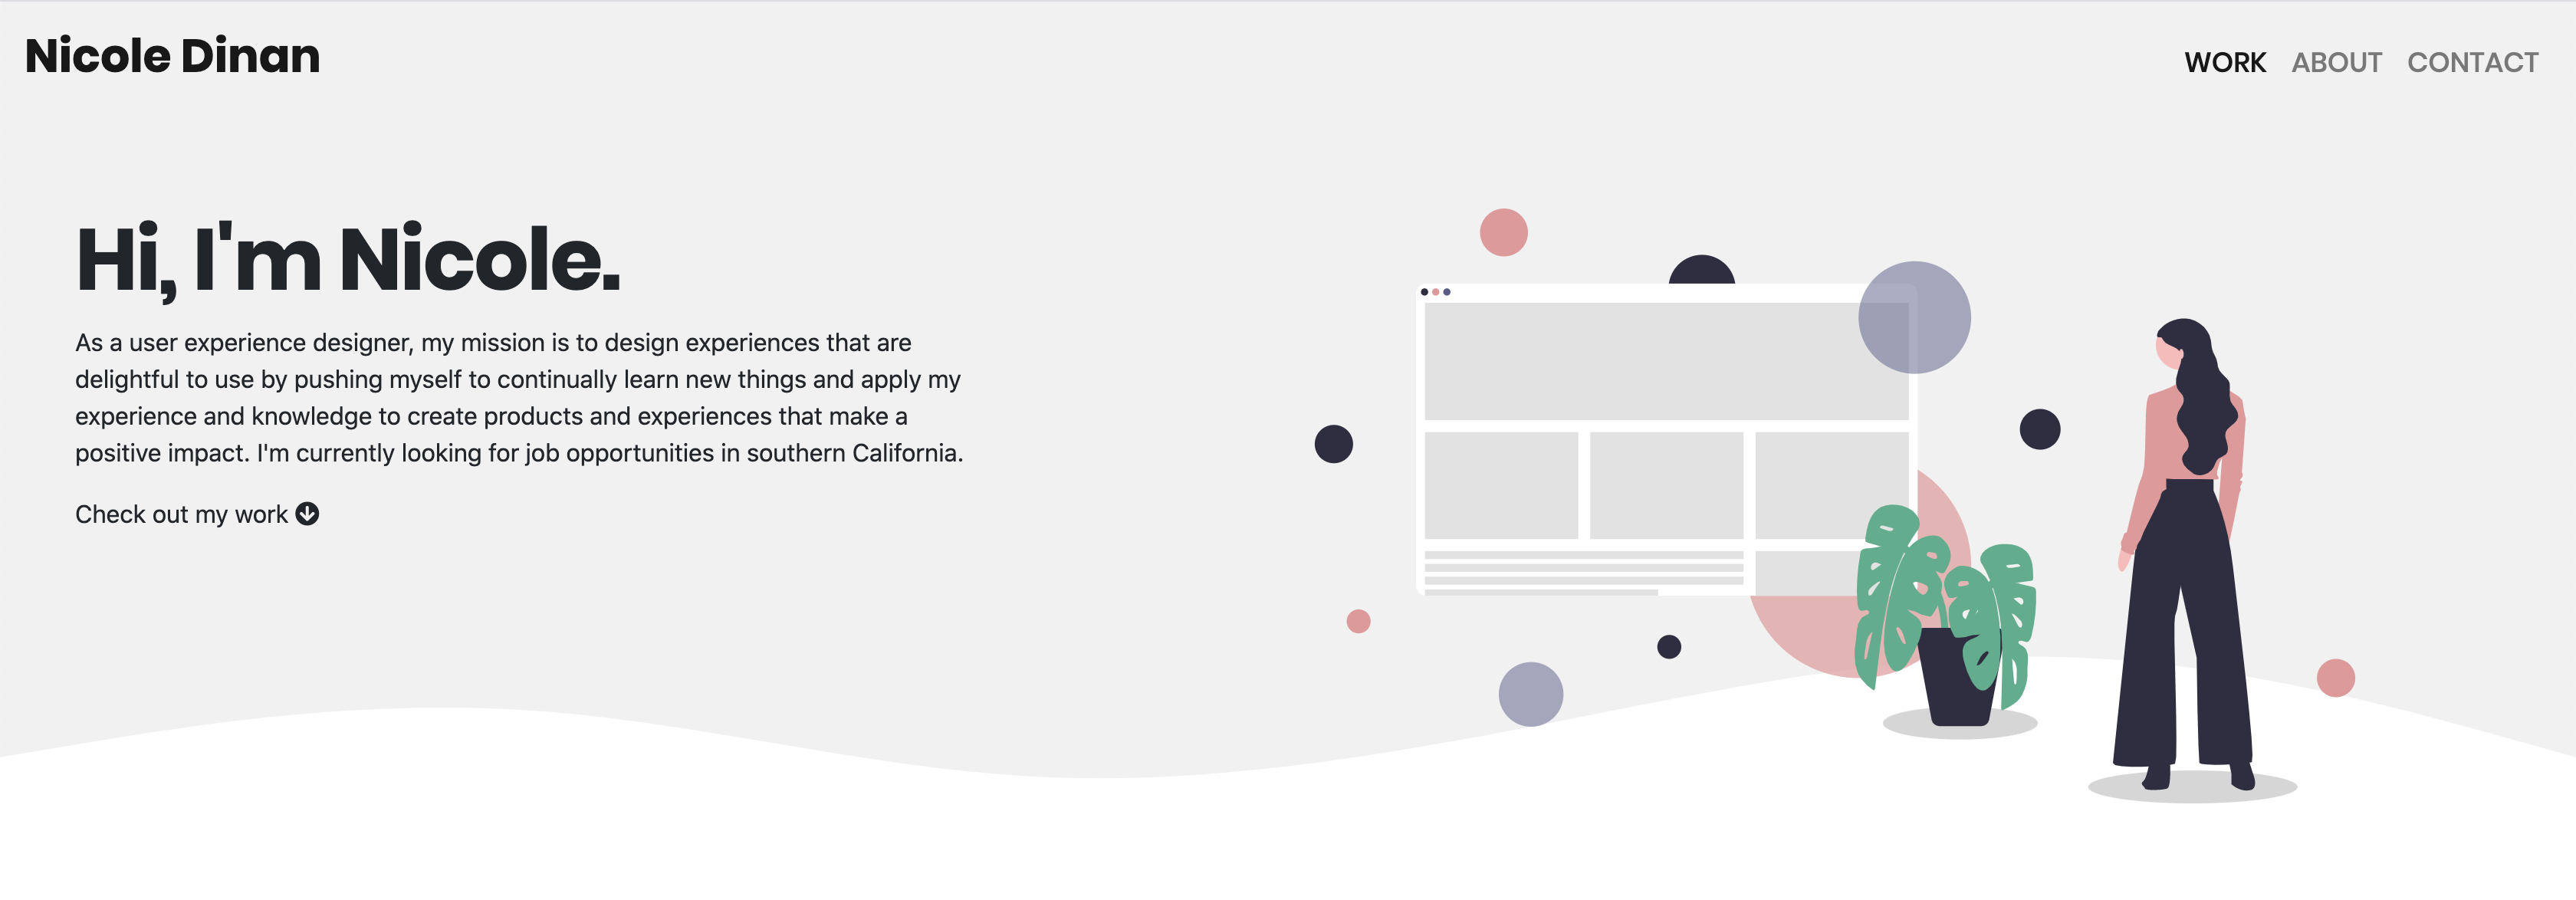 Nicole Dinan
WORK ABOUT CONTACT
Hi, I'm Nicole.
As a user experience designer, my mission is to design experiences that are
delightful to use by pushing myself to continually learn new things and apply my
experience and knowledge to create products and experiences that make a
positive impact. I'm currently looking for job opportunities in southern California.
Check out my work